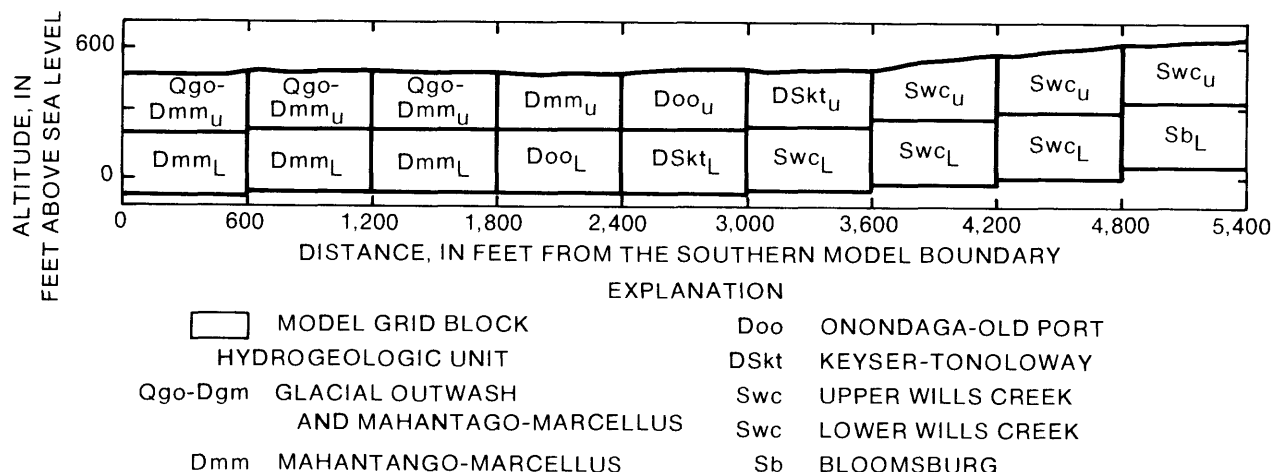 ALTITUDE, IN
FEET ABOVE SEA LEVEL
600
0
Qgo-
Dmmu
Qgo-
Dmmu
Qgo-
Dmmu
Dmmu
Doou
DSktu
Swcu
Swcu
Swcu
DmmL
DmmL
DmmL
DooL
DSktL
SwcL
SwcL
SwcL
SbL
0 600 1,200 1,800 2,400 3,000 3,600 4,200 4,800 5,400
DISTANCE, IN FEET FROM THE SOUTHERN MODEL BOUNDARY
EXPLANATION
MODEL GRID BLOCK
HYDROGEOLOGIC UNIT
Qgo-Dgm GLACIAL OUTWASH
AND MAHANTAGO-MARCELLUS
Dmm MAHANTANGO-MARCELLUS
Doo ONONDAGA-OLD PORT
DSkt KEYSER-TONOLOWAY
Swc UPPER WILLS CREEK
Swc LOWER WILLS CREEK
Sb BLOOMSBURG